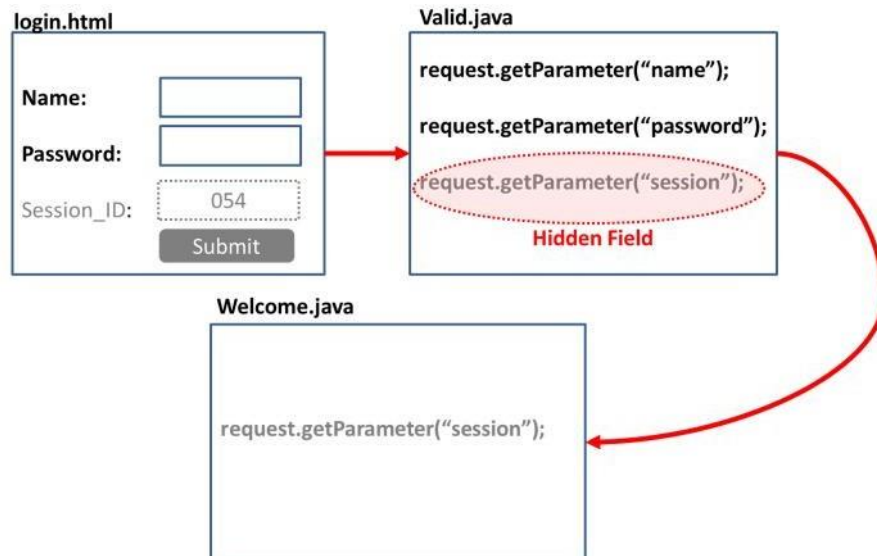 login.html
Name:
Password:
Session_ID:
054
Submit
Valid.java
request.getParameter(“name”);
request.getParameter(“password”);
request.getParameter(“session”);
Hidden Field
Welcome.java
request.getParameter(“session”);